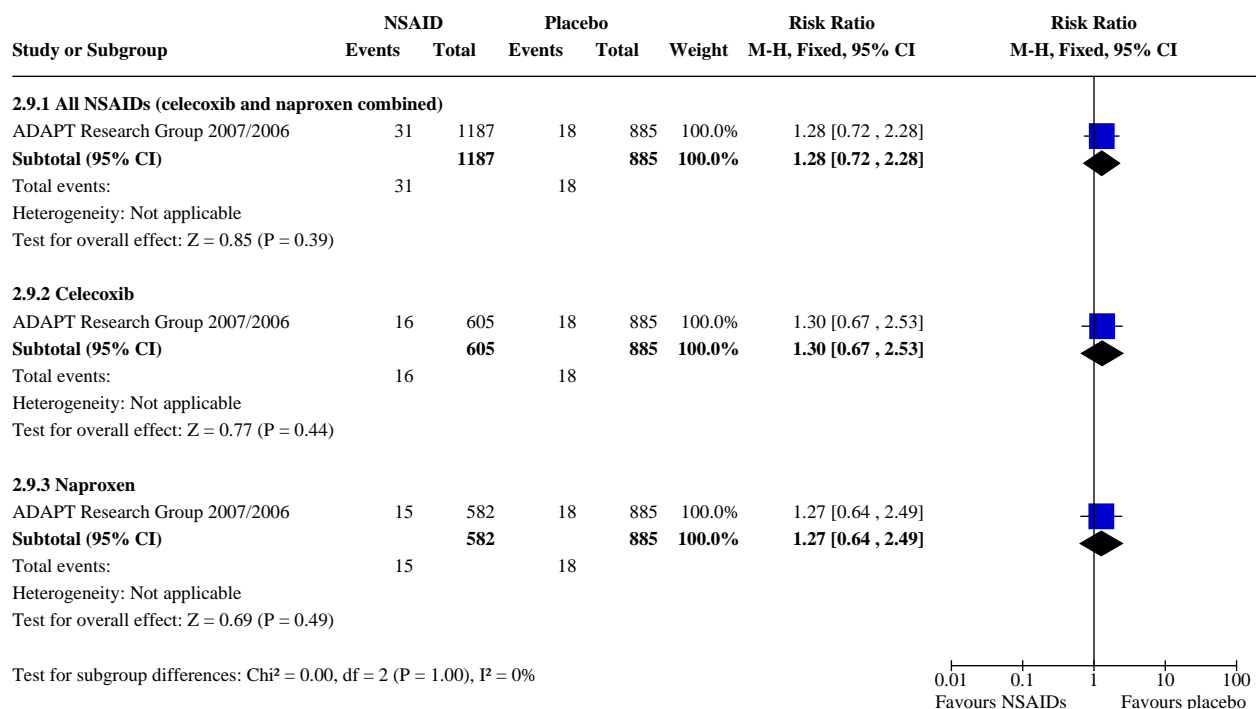 NSAID Placebo Risk Ratio Risk Ratio
Study or Subgroup Events Total Events Total Weight M-H, Fixed, 95% CI M-H, Fixed, 95% CI
2.9.1 All NSAIDs (celecoxib and naproxen combined)
ADAPT Research Group 2007/2006 31 1187 18 885 100.0% 1.28 [0.72 , 2.28]
Subtotal (95% CI) 1187 885 100.0% 1.28 [0.72 , 2.28]
Total events: 31 18
Heterogeneity: Not applicable
Test for overall effect: Z = 0.85 (P = 0.39)
2.9.2 Celecoxib
ADAPT Research Group 2007/2006 16 605 18 885 100.0% 1.30 [0.67 , 2.53]
Subtotal (95% CI) 605 885 100.0% 1.30 [0.67 , 2.53]
Total events: 16 18
Heterogeneity: Not applicable
Test for overall effect: Z = 0.77 (P = 0.44)
2.9.3 Naproxen
ADAPT Research Group 2007/2006 15 582 18 885 100.0% 1.27 [0.64 , 2.49]
Subtotal (95% CI) 582 885 100.0% 1.27 [0.64 , 2.49]
Total events: 15 18
Heterogeneity: Not applicable
Test for overall effect: Z = 0.69 (P = 0.49)
Test for subgroup differences: Chi² = 0.00, df = 2 (P = 1.00), I² = 0%
0.01 0.1 1 10 100
Favours NSAIDs Favours placebo